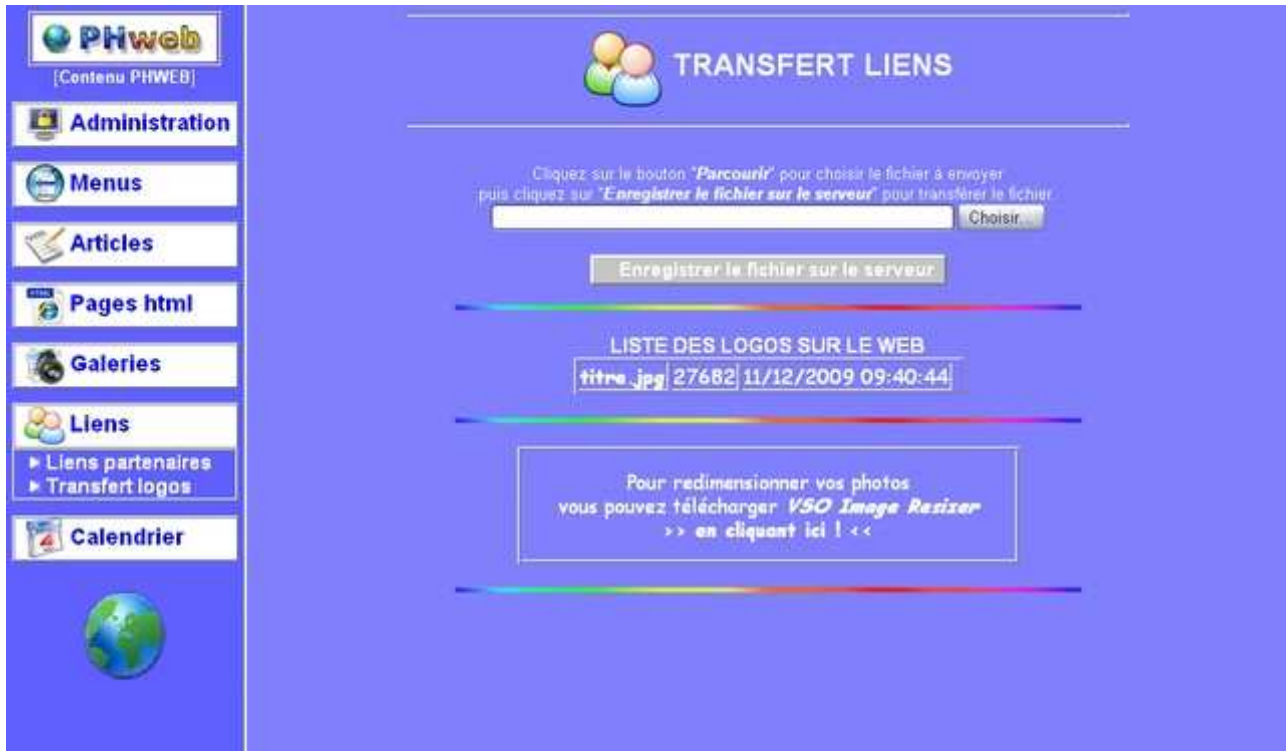 PHweb
[Contenu PHWEB]
Administration
Menus
Articles
Pages html
Galeries
Liens
Liens partenaires
Transfert logos
Calendrier
TRANSFERT LIENS
Cliquez sur le bouton "Parcourir" pour choisir le fichier à envoyer
puis cliquez sur "Enregistrer le fichier sur le serveur" pour transférer le fichier
Choisir...
Enregistrer le fichier sur le serveur
LISTE DES LOGOS SUR LE WEB
titre.jpg 27682 11/12/2009 09:40:44
Pour redimensionner vos photos
vous pouvez télécharger VSO Image Resizer
>> en cliquant ici ! <<